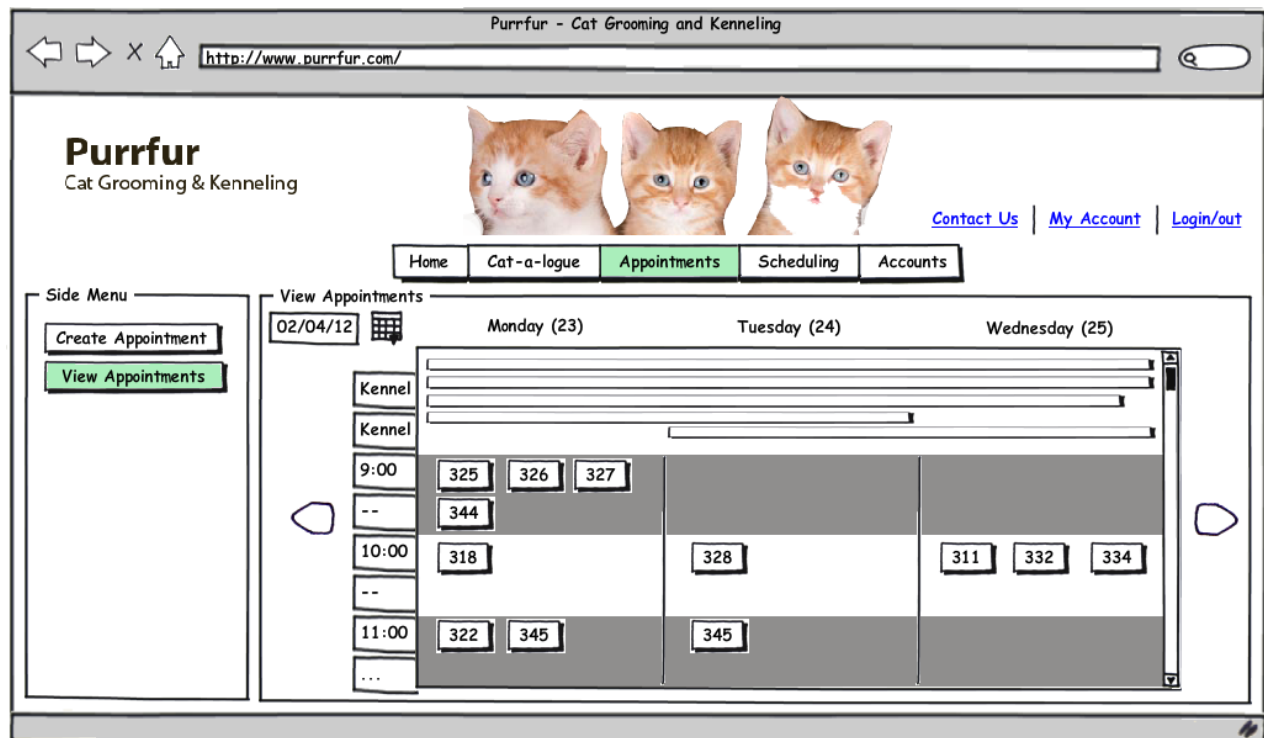 Purrfur - Cat Grooming and Kenneling
http://www.purrfur.com/
Purrfur
Cat Grooming & Kenneling
Contact Us | My Account | Login/out
Home Cat-a-logue Appointments Scheduling Accounts
Side Menu
Create Appointment
View Appointments
View Appointments
02/04/12 Monday (23) Tuesday (24) Wednesday (25)
Kennel
Kennel
9:00 325 326 327
-- 344
10:00 318 328 311 332 334
--
11:00 322 345 345
...